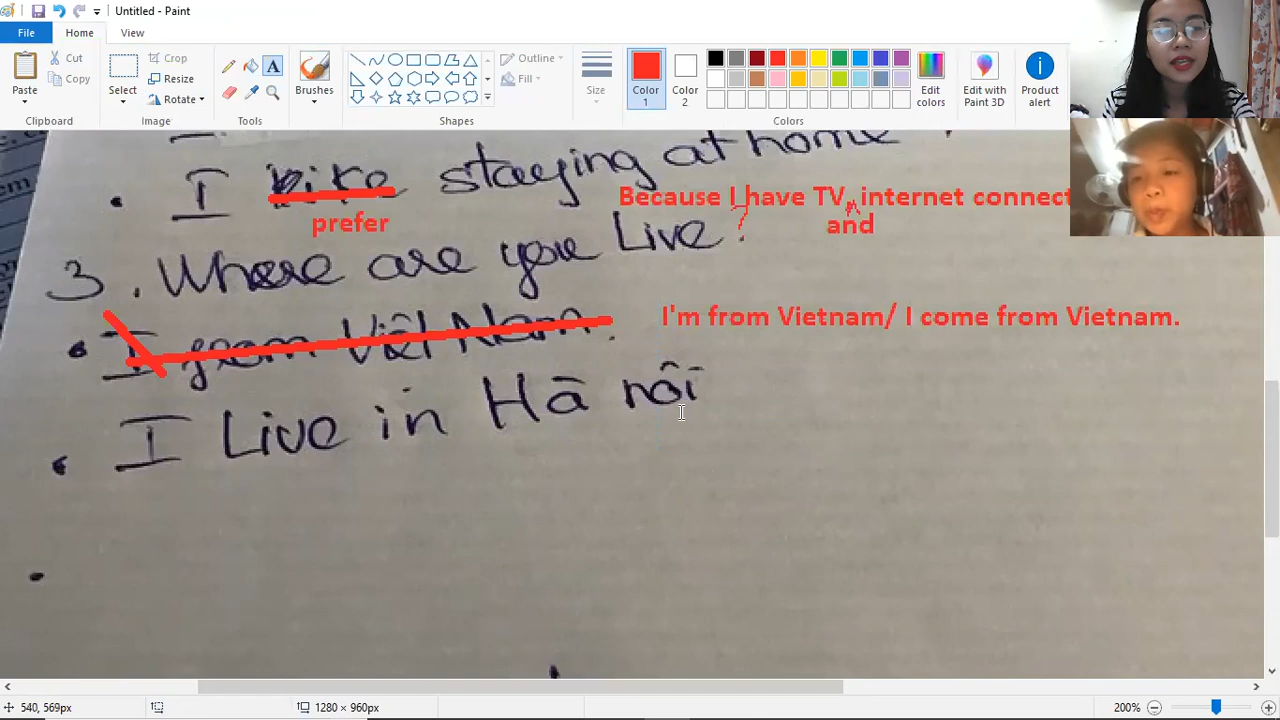 Untitled - Paint
File Home View
Paste
Cut
Copy
Clipboard
Select
Crop
Resize
Rotate
Image
Tools
Brushes
Shapes
Outline
Fill
Size
Color 1
Color 2
Colors
Edit colors
Edit with Paint 3D
Product alert
I staying at home
Because I have TV, internet connect
prefer
and
3. Where are you Live?
I from Việt Nam.
I'm from Vietnam/ I come from Vietnam.
I Live in Hà nôi
540, 569px
1280 × 960px
200%